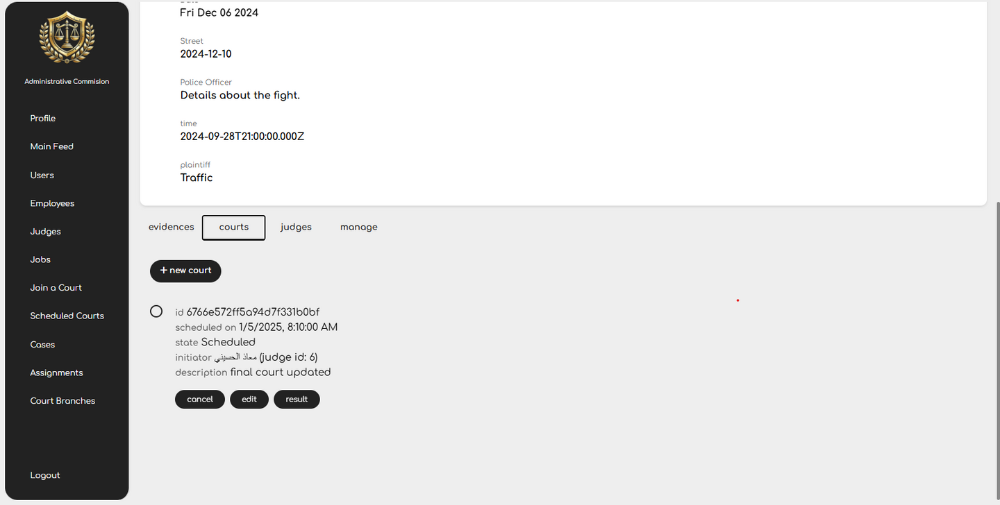 Administrative Commision
Profile
Main Feed
Users
Employees
Judges
Jobs
Join a Court
Scheduled Courts
Cases
Assignments
Court Branches
Logout
Fri Dec 06 2024
Street
2024-12-10
Police Officer
Details about the fight.
time
2024-09-28T21:00:00.000Z
plaintiff
Traffic
evidences courts judges manage
+ new court
id 6766e572ff5a94d7f331b0bf
scheduled on 1/5/2025, 8:10:00 AM
state Scheduled
initiator معاذ الحسيني (judge id: 6)
description final court updated
cancel edit result